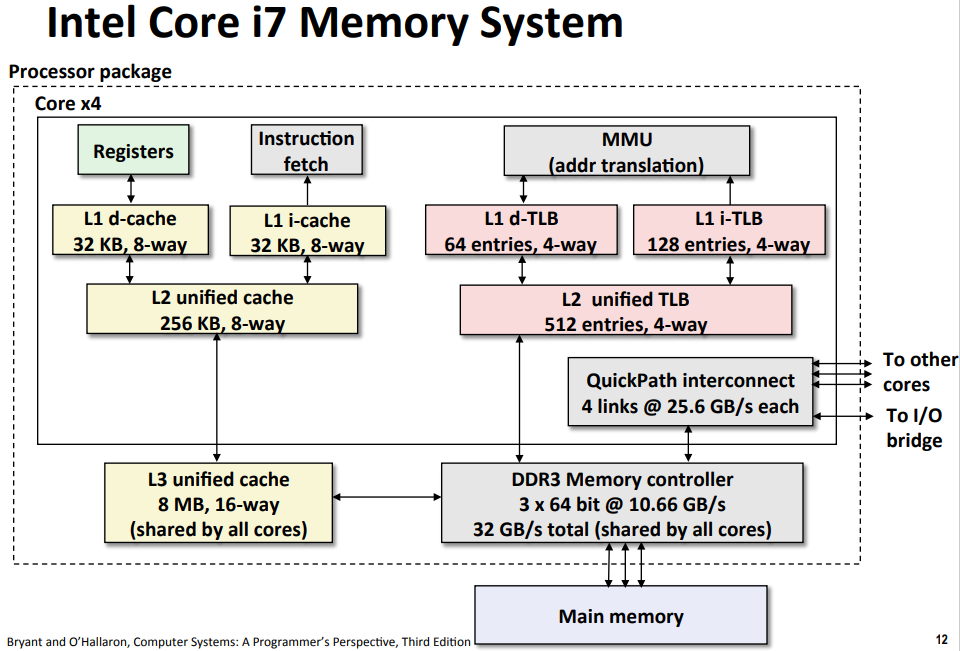 Intel Core i7 Memory System
Processor package
Core x4
Registers
Instruction
fetch
MMU
(addr translation)
L1 d-cache
32 KB, 8-way
L1 i-cache
32 KB, 8-way
L1 d-TLB
64 entries, 4-way
L1 i-TLB
128 entries, 4-way
L2 unified cache
256 KB, 8-way
L2 unified TLB
512 entries, 4-way
QuickPath interconnect
4 links @ 25.6 GB/s each
To other
cores
To I/O
bridge
L3 unified cache
8 MB, 16-way
(shared by all cores)
DDR3 Memory controller
3 x 64 bit @ 10.66 GB/s
32 GB/s total (shared by all cores)
Main memory
Bryant and O'Hallaron, Computer Systems: A Programmer's Perspective, Third Edition
12